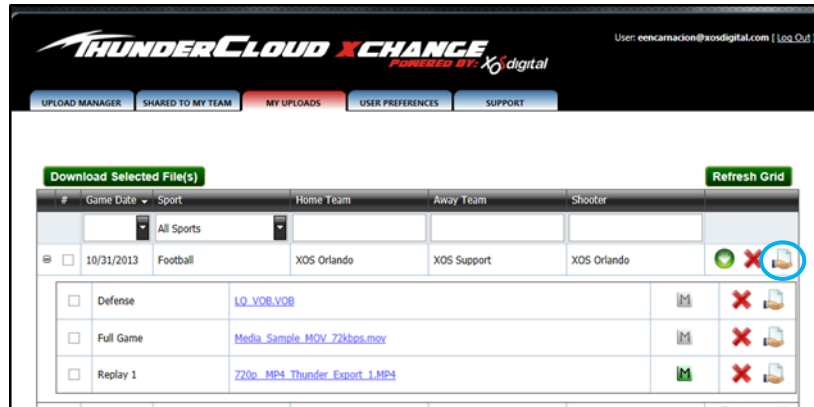 THUNDERCLOUD XCHANGE
POWERED BY: XOS digital
User: eencarnacion@xosdigital.com [ Log Out ]
UPLOAD MANAGER SHARED TO MY TEAM MY UPLOADS USER PREFERENCES SUPPORT
Download Selected File(s) Refresh Grid
# Game Date Sport Home Team Away Team Shooter
All Sports
10/31/2013 Football XOS Orlando XOS Support XOS Orlando
Defense LQ_VOB.VOB M
Full Game Media_Sample_MOV_72kbps.mov M
Replay 1 720p_MP4_Thunder_Export_1.MP4 M